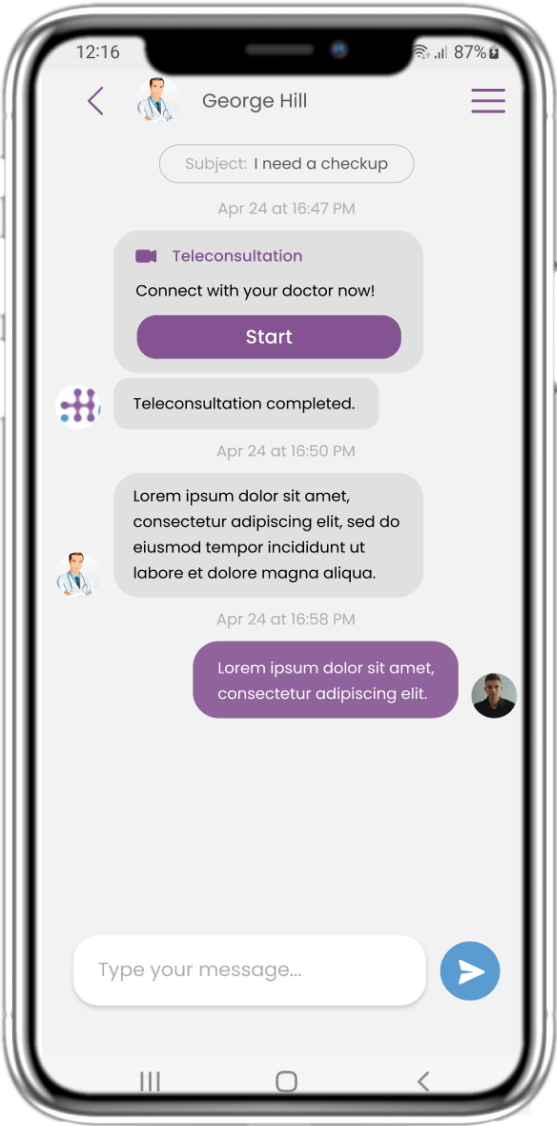 12:16
87%
George Hill
Subject: I need a checkup
Apr 24 at 16:47 PM
Teleconsultation
Connect with your doctor now!
Start
Teleconsultation completed.
Apr 24 at 16:50 PM
Lorem ipsum dolor sit amet,
consectetur adipiscing elit, sed do
eiusmod tempor incididunt ut
labore et dolore magna aliqua.
Apr 24 at 16:58 PM
Lorem ipsum dolor sit amet,
consectetur adipiscing elit.
Type your message...